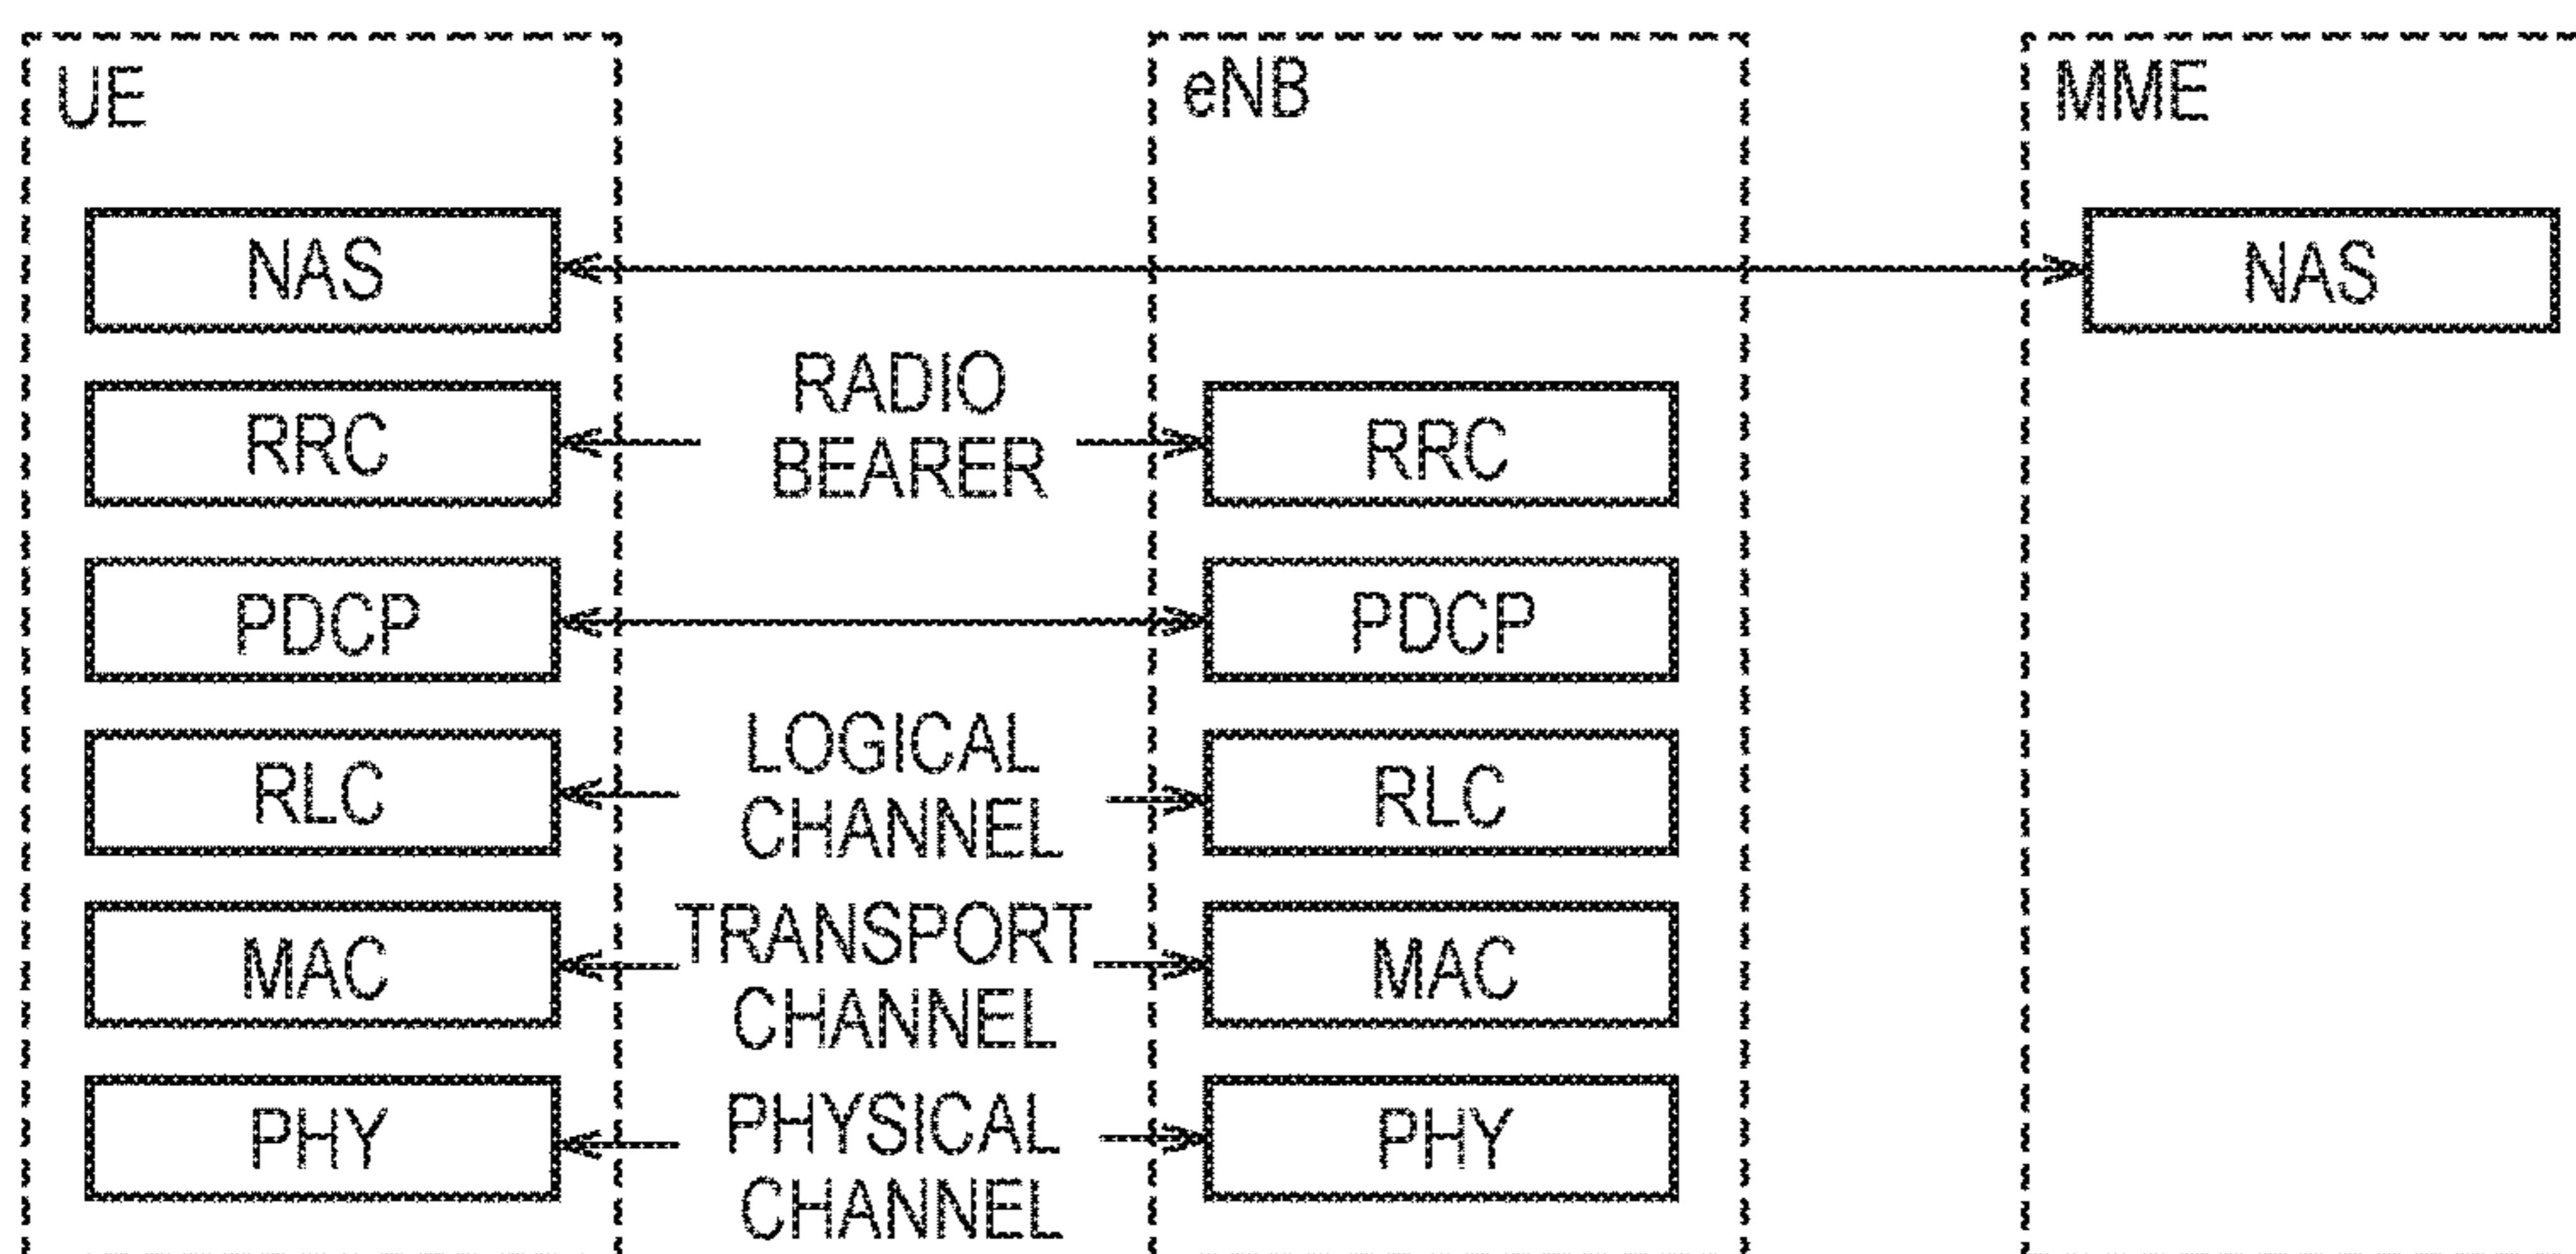 UE
eNB
MME
NAS
NAS
RADIO
BEARER
RRC
RRC
PDCP
PDCP
LOGICAL
CHANNEL
RLC
RLC
TRANSPORT
CHANNEL
MAC
MAC
PHYSICAL
CHANNEL
PHY
PHY